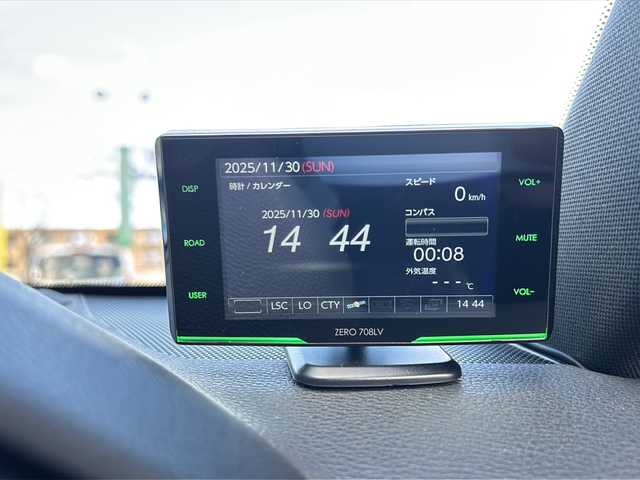 2025/11/30(SUN)
時計 / カレンダー
2025/11/30 (SUN)
14 44
スピード
0 km/h
コンパス
運転時間
00:08
外気温度
- - - ℃
LSC LO CTY 14 44
DISP
ROAD
USER
VOL+
MUTE
VOL−
ZERO 708LV